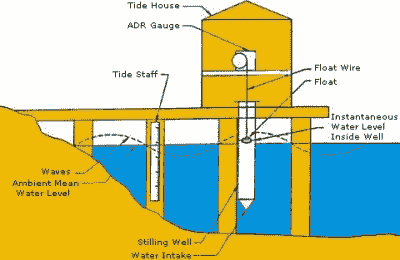 Tide House
ADR Gauge
Float Wire
Tide Staff
Float
Instantaneous
Water Level
Inside Well
Waves
Ambient Mean
Water Level
Stilling Well
Water Intake